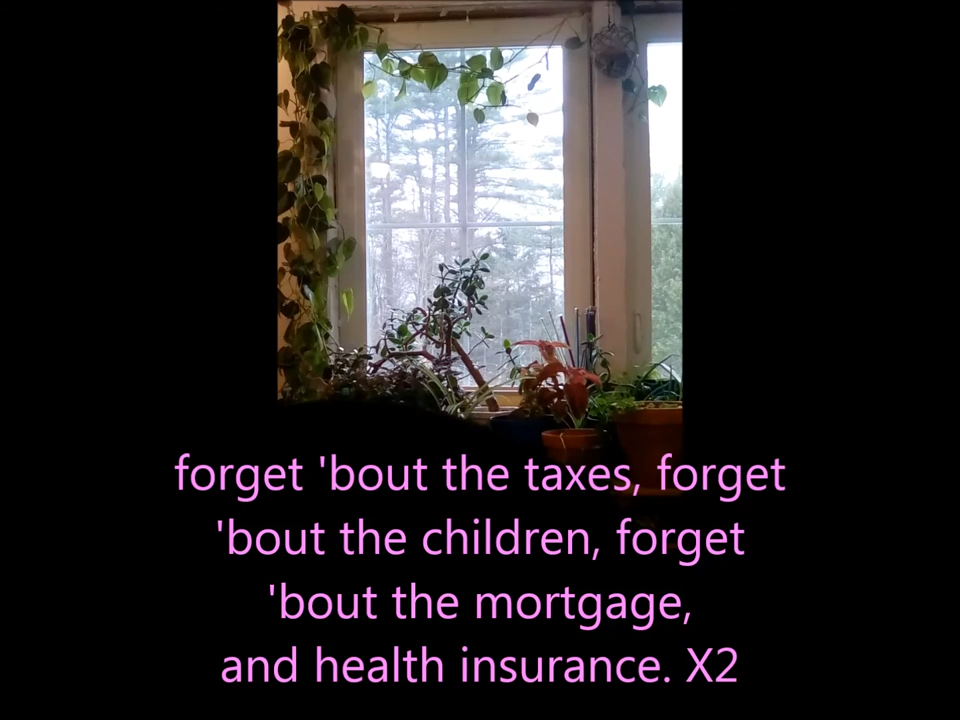 forget 'bout the taxes, forget
'bout the children, forget
'bout the mortgage,
and health insurance. X2